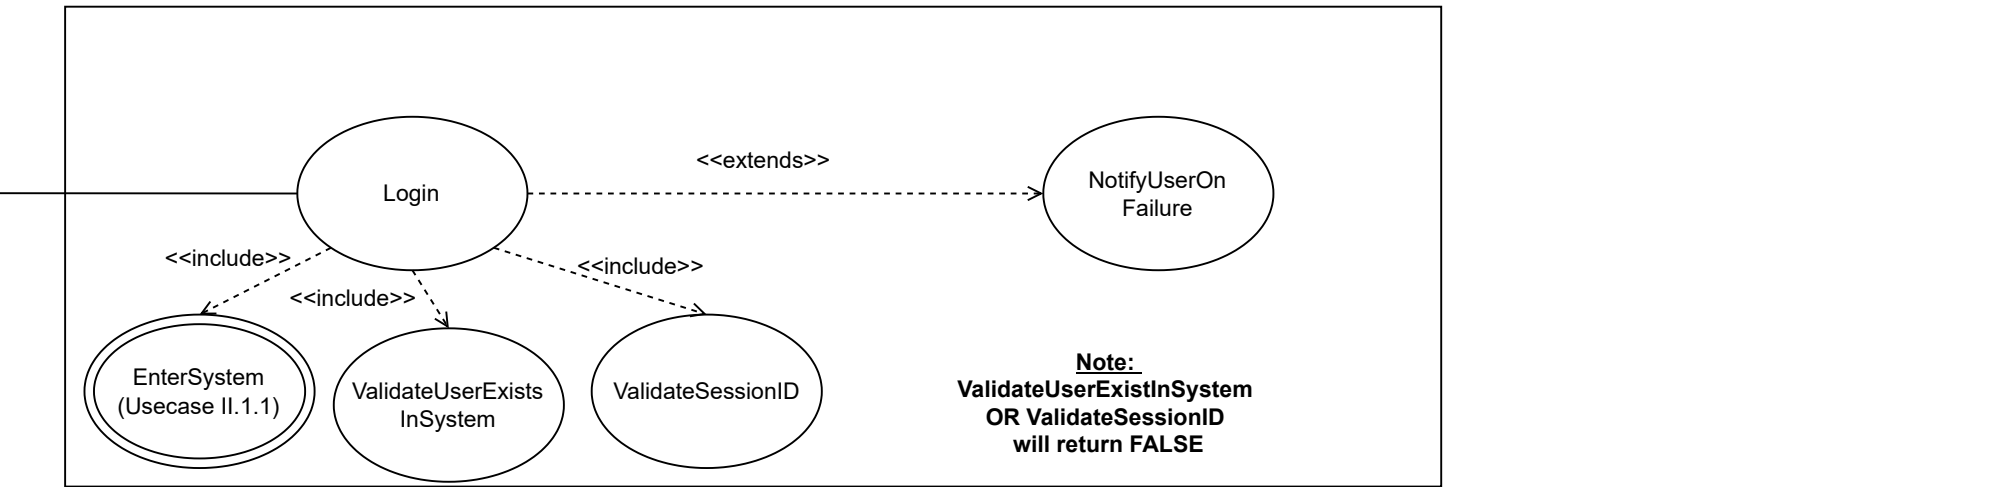 <<extends>>
Login
NotifyUserOn
Failure
<<include>>
<<include>>
<<include>>
EnterSystem
(Usecase II.1.1)
ValidateUserExists
InSystem
ValidateSessionID
Note:
ValidateUserExistInSystem
OR ValidateSessionID
will return FALSE